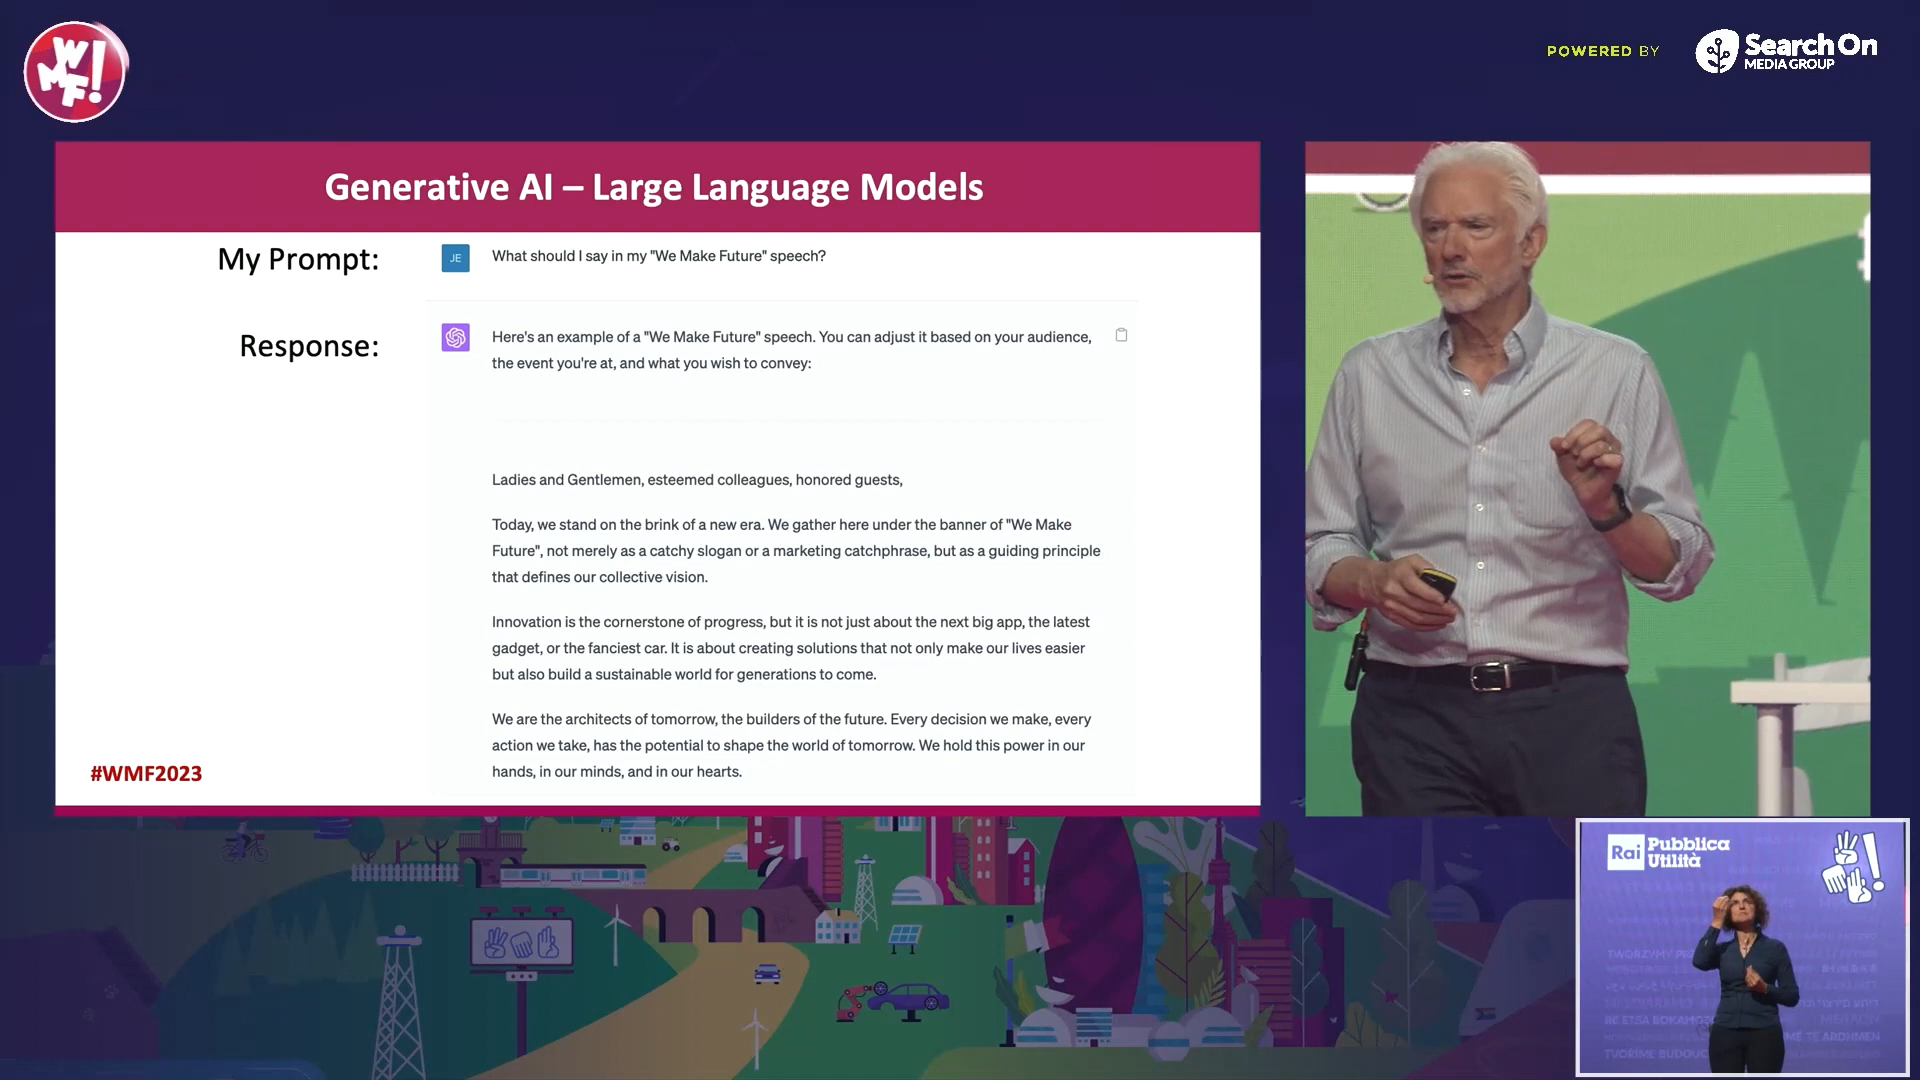 WMF!
POWERED BY
Search On
MEDIA GROUP
Generative AI – Large Language Models
My Prompt:
JE
What should I say in my "We Make Future" speech?
Response:
Here's an example of a "We Make Future" speech. You can adjust it based on your audience,
the event you're at, and what you wish to convey:
Ladies and Gentlemen, esteemed colleagues, honored guests,
Today, we stand on the brink of a new era. We gather here under the banner of "We Make
Future", not merely as a catchy slogan or a marketing catchphrase, but as a guiding principle
that defines our collective vision.
Innovation is the cornerstone of progress, but it is not just about the next big app, the latest
gadget, or the fanciest car. It is about creating solutions that not only make our lives easier
but also build a sustainable world for generations to come.
We are the architects of tomorrow, the builders of the future. Every decision we make, every
action we take, has the potential to shape the world of tomorrow. We hold this power in our
hands, in our minds, and in our hearts.
#WMF2023
Rai Pubblica
Utilità